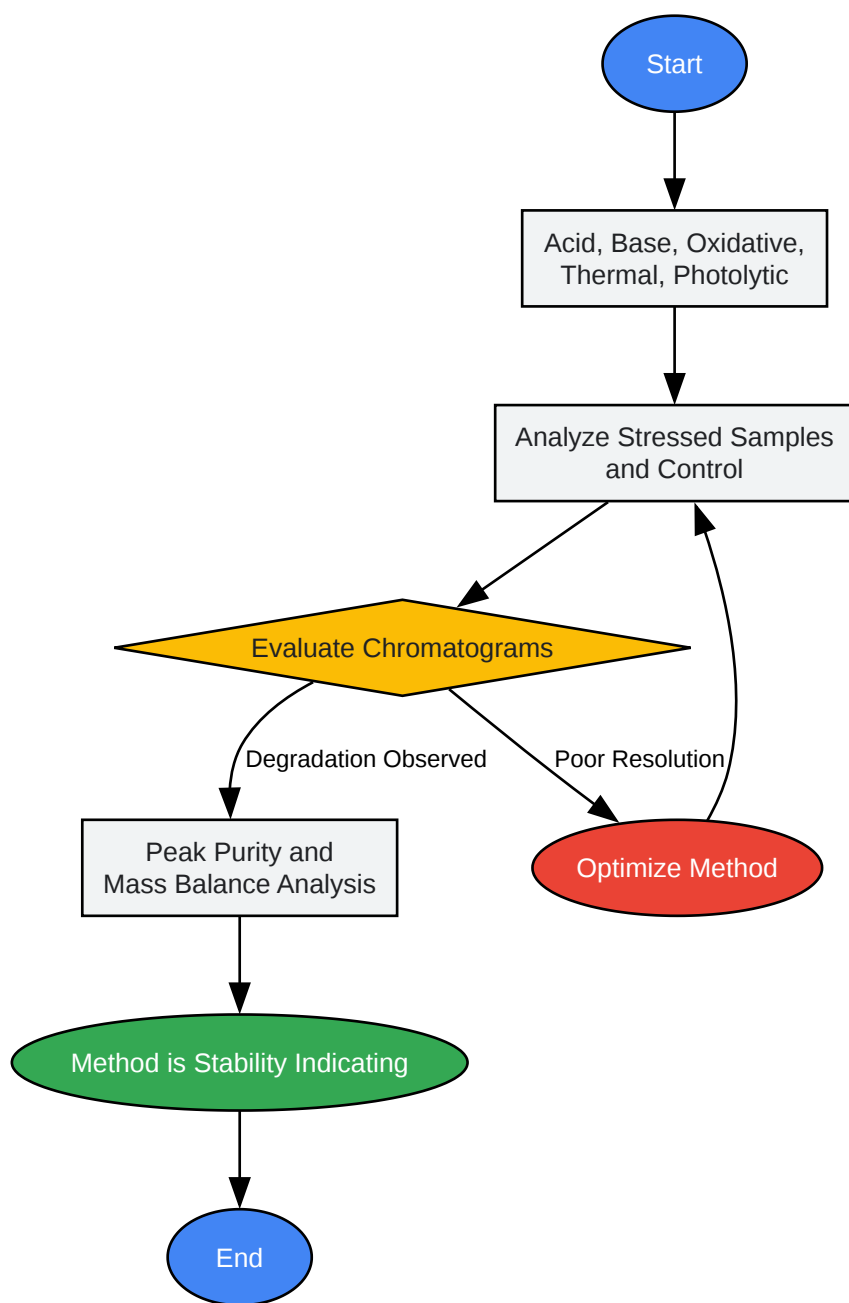 Start
Acid, Base, Oxidative,
Thermal, Photolytic
Analyze Stressed Samples
and Control
Evaluate Chromatograms
Degradation Observed
Poor Resolution
Peak Purity and
Mass Balance Analysis
Optimize Method
Method is Stability Indicating
End